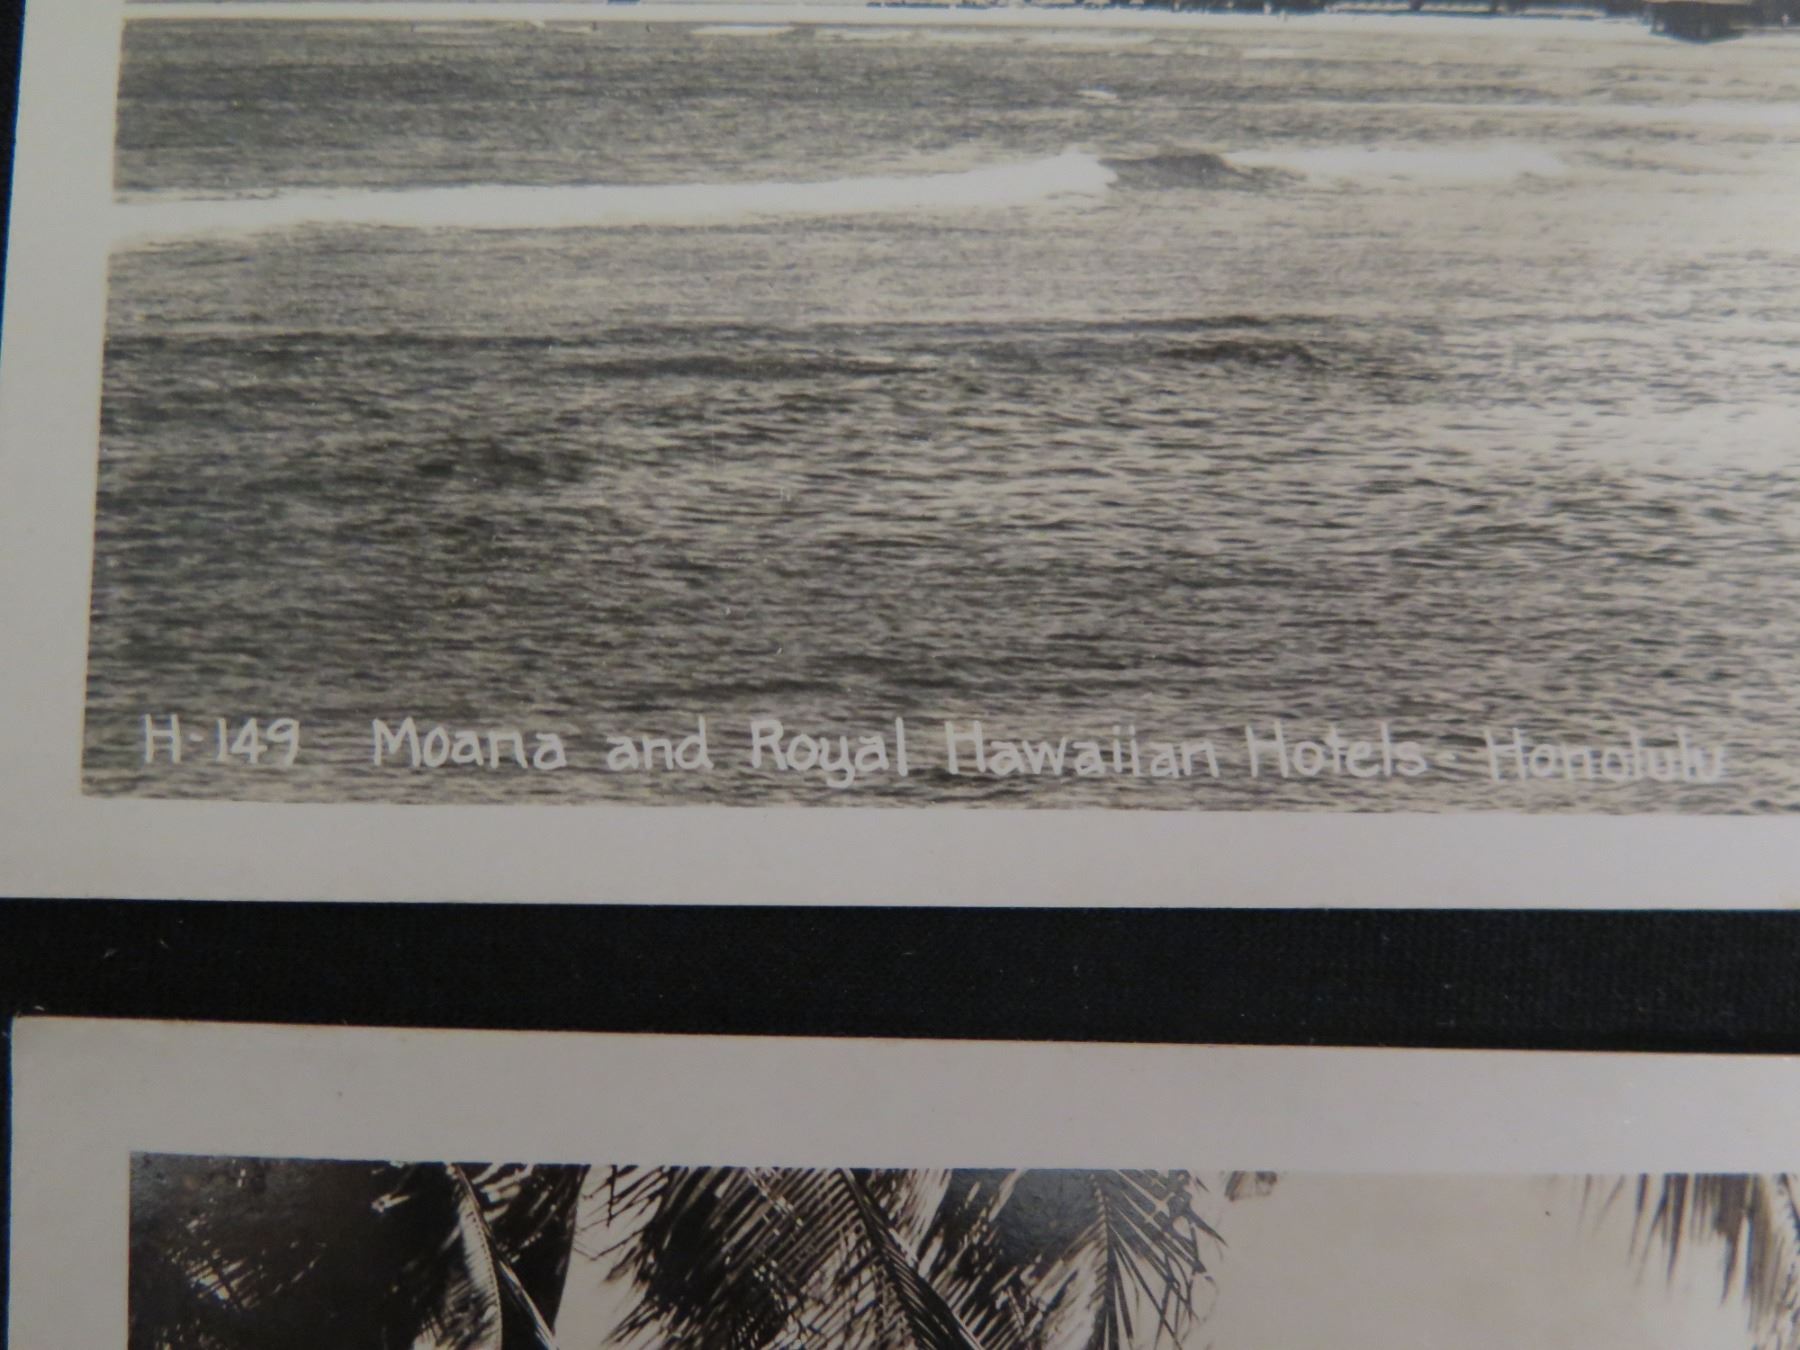 H-149 Moana and Royal Hawaiian Hotels - Honolulu